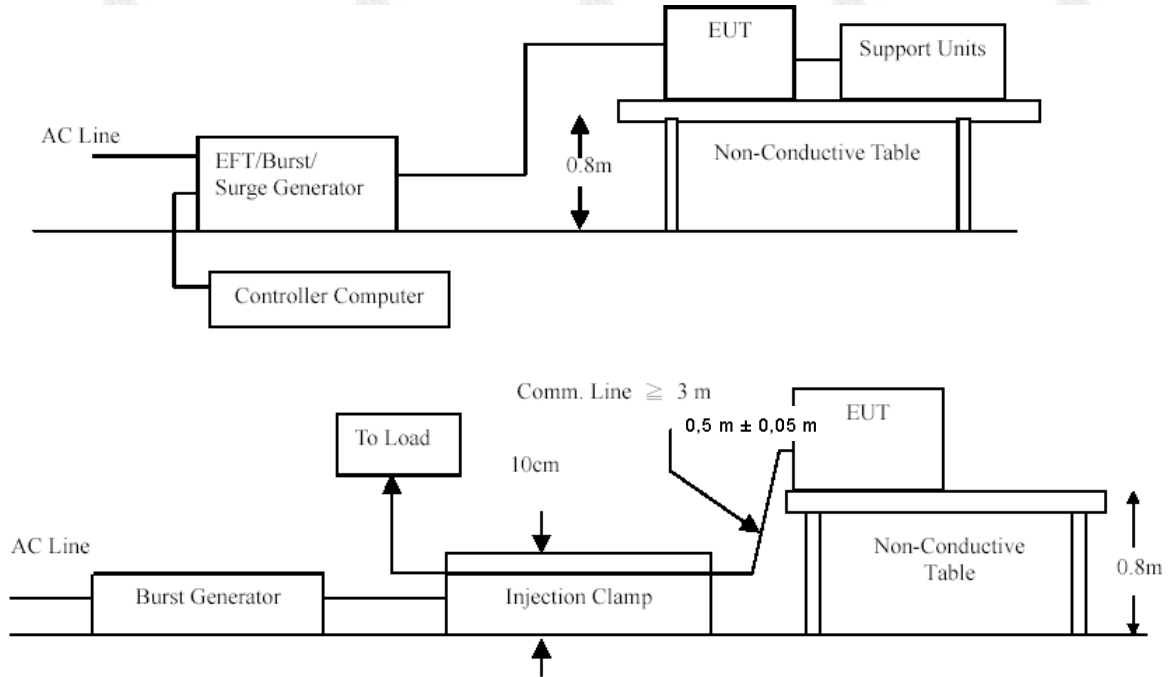 EUT
Support Units
AC Line
EFT/Burst/
Surge Generator
0.8m
Non-Conductive Table
Controller Computer
Comm. Line ≧ 3 m
0,5 m ± 0,05 m
EUT
To Load
10cm
AC Line
Burst Generator
Injection Clamp
Non-Conductive
Table
0.8m